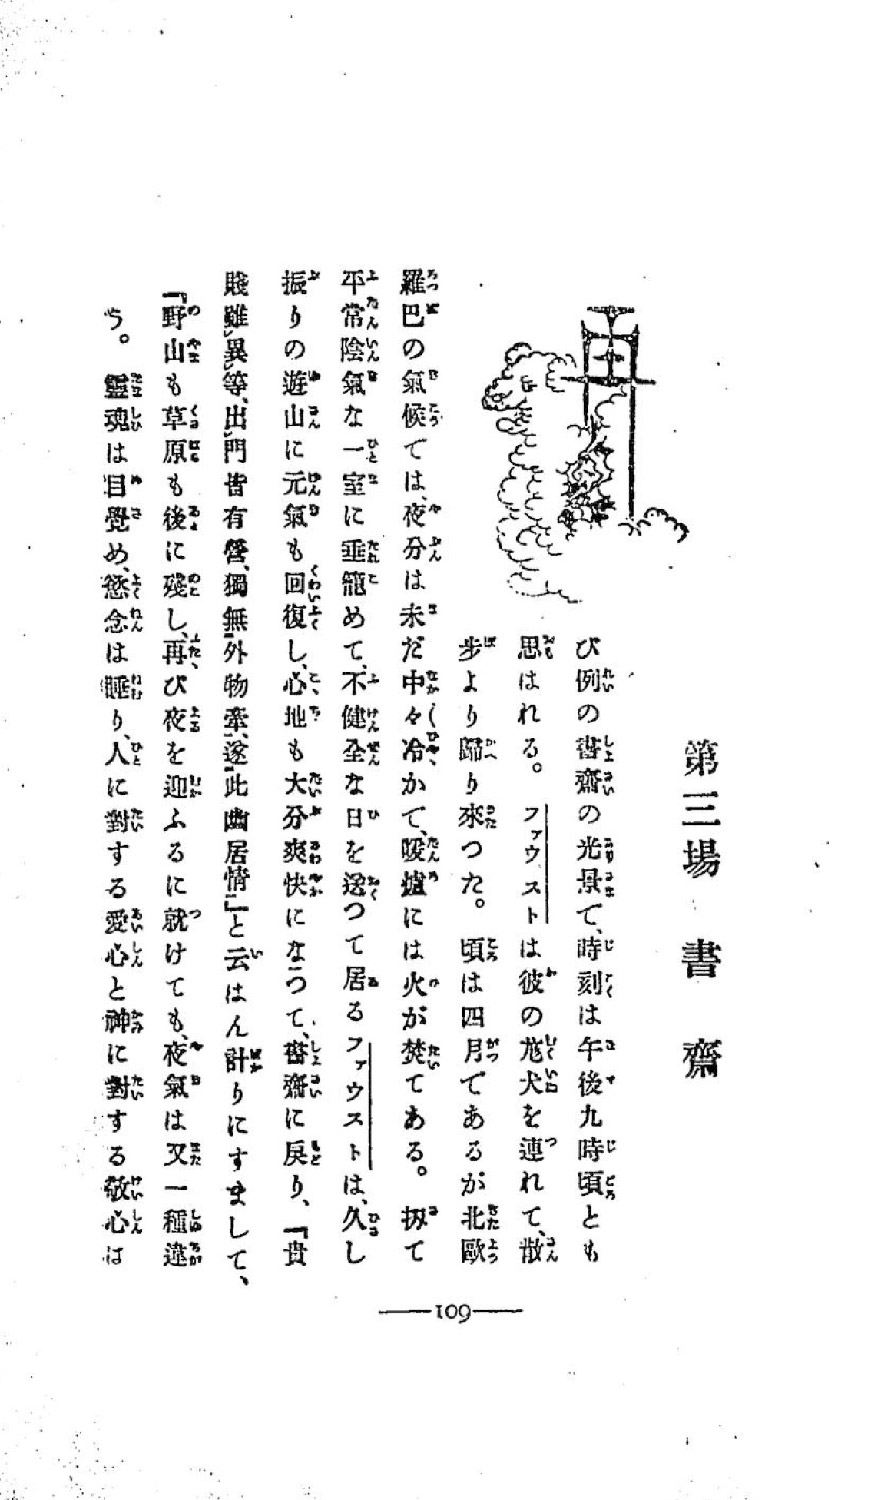 第三場　書齋
び例の書齋の光景で、時刻は午後九時頃とも
思はれる。ファウストは彼の尨犬を連れて、散
步より歸り來つた。頃は四月であるが北歐
羅巴の氣候では、夜分は未だ中々冷かで、暖爐には火が焚てある。扨て
平常陰氣な一室に垂籠めて、不健全な日を送つて居るファウストは、久し
振りの遊山に元氣も回復し、心地も大分爽快になつて、書齋に戻り、『貴
賤雖異等、出門皆有營、獨無外物牽、遂此幽居情』と云はん計りにすまして、
『野山も草原も後に殘し、再び夜を迎ふるに就けても、夜氣は又一種違
う。靈魂は目覺め、慾念は睡り、人に對する愛心と神に對する敬心は
109